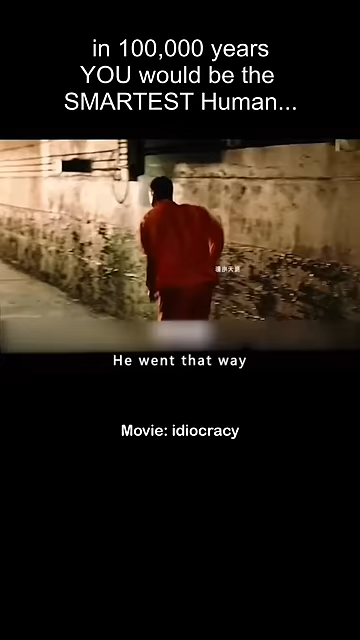 in 100,000 years
YOU would be the
SMARTEST Human...
He went that way
Movie: idiocracy